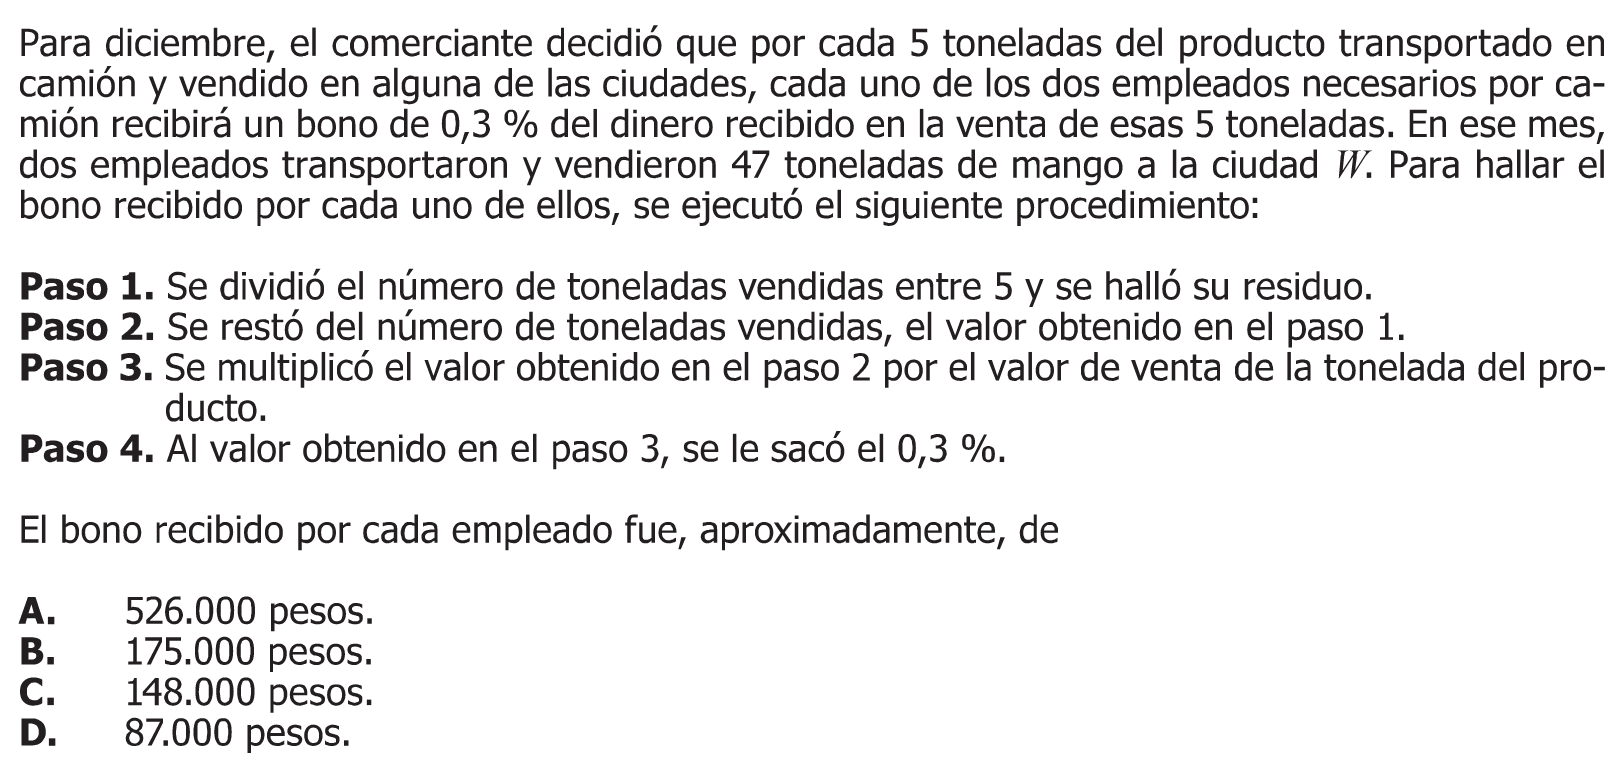 Para diciembre, el comerciante decidió que por cada 5 toneladas del producto transportado en
camión y vendido en alguna de las ciudades, cada uno de los dos empleados necesarios por ca-
mión recibirá un bono de 0,3 % del dinero recibido en la venta de esas 5 toneladas. En ese mes,
dos empleados transportaron y vendieron 47 toneladas de mango a la ciudad W. Para hallar el
bono recibido por cada uno de ellos, se ejecutó el siguiente procedimiento:
Paso 1. Se dividió el número de toneladas vendidas entre 5 y se halló su residuo.
Paso 2. Se restó del número de toneladas vendidas, el valor obtenido en el paso 1.
Paso 3. Se multiplicó el valor obtenido en el paso 2 por el valor de venta de la tonelada del pro-
ducto.
Paso 4. Al valor obtenido en el paso 3, se le sacó el 0,3 %.
El bono recibido por cada empleado fue, aproximadamente, de
A. 526.000 pesos.
B. 175.000 pesos.
C. 148.000 pesos.
D. 87.000 pesos.